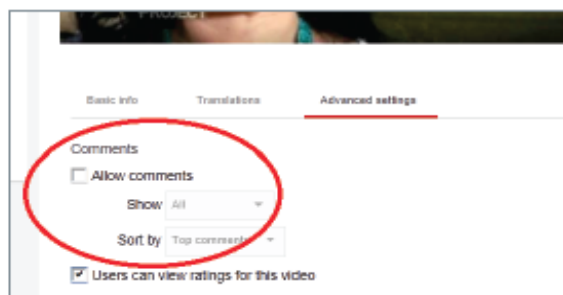 PROJECT
Basic info Translations Advanced settings
Comments
Allow comments
Show All
Sort by Top comments
Users can view ratings for this video